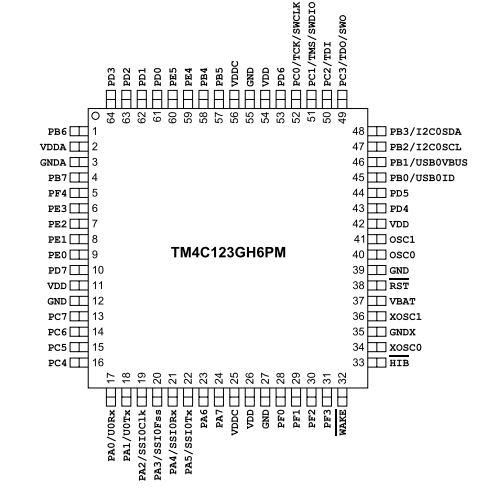 PD3
PD2
PD1
PD0
PE5
PE4
PB4
PB5
VDDC
GND
VDD
PD6
PC0/TCK/SWCLK
PC1/TMS/SWDIO
PC2/TDI
PC3/TDO/SWO
64 63 62 61 60 59 58 57 56 55 54 53 52 51 50 49
PB6 1 48 PB3/I2C0SDA
VDDA 2 47 PB2/I2C0SCL
GNDA 3 46 PB1/USB0VBUS
PB7 4 45 PB0/USB0ID
PF4 5 44 PD5
PE3 6 43 PD4
PE2 7 42 VDD
PE1 8 41 OSC1
PE0 9 40 OSC0
TM4C123GH6PM
PD7 10 39 GND
VDD 11 38 RST
GND 12 37 VBAT
PC7 13 36 XOSC1
PC6 14 35 GNDX
PC5 15 34 XOSC0
PC4 16 33 HIB
17 18 19 20 21 22 23 24 25 26 27 28 29 30 31 32
PA0/U0Rx
PA1/U0Tx
PA2/SSI0Clk
PA3/SSI0Fss
PA4/SSI0Rx
PA5/SSI0Tx
PA6
PA7
VDDC
VDD
GND
PF0
PF1
PF2
PF3
WAKE